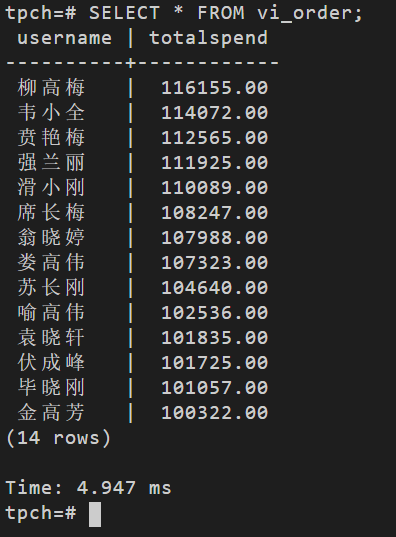 tpch=# SELECT * FROM vi_order;
 username | totalspend
----------+------------
 柳高梅   |  116155.00
 韦小全   |  114072.00
 贲艳梅   |  112565.00
 强兰丽   |  111925.00
 滑小刚   |  110089.00
 席长梅   |  108247.00
 翁晓婷   |  107988.00
 娄高伟   |  107323.00
 苏长刚   |  104640.00
 喻高伟   |  102536.00
 袁晓轩   |  101835.00
 伏成峰   |  101725.00
 毕晓刚   |  101057.00
 金高芳   |  100322.00
(14 rows)
Time: 4.947 ms
tpch=#